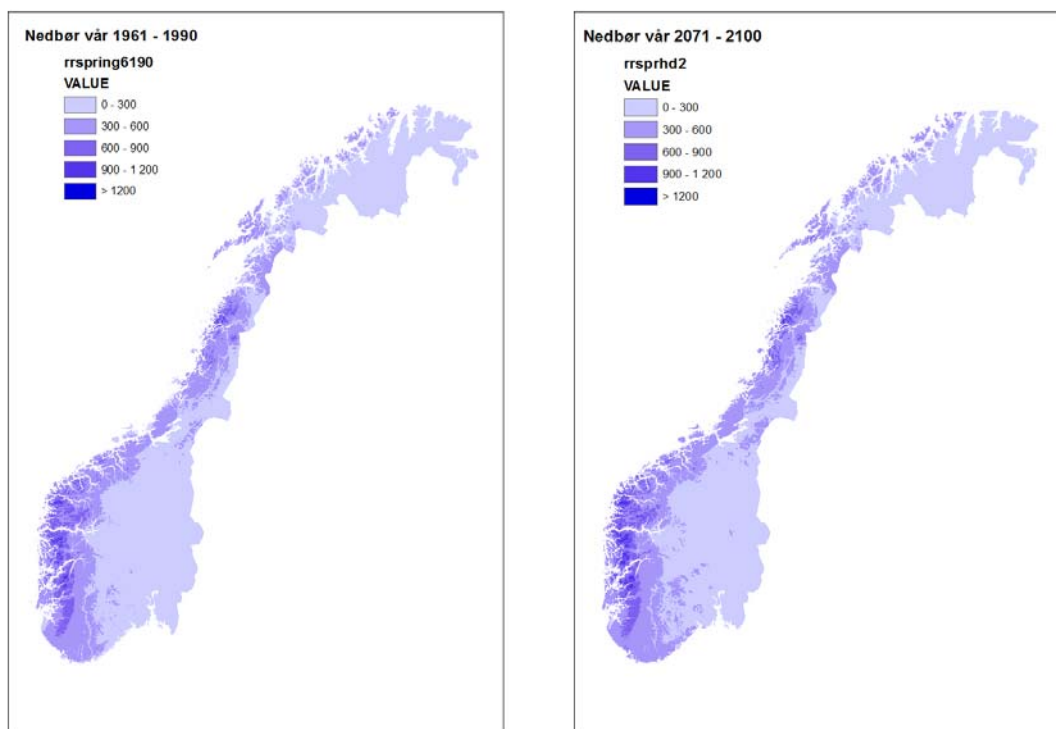 Nedbør vår 1961 - 1990
rrspring6190
VALUE
0 - 300
300 - 600
600 - 900
900 - 1 200
> 1200
Nedbør vår 2071 - 2100
rrsprhd2
VALUE
0 - 300
300 - 600
600 - 900
900 - 1 200
> 1200